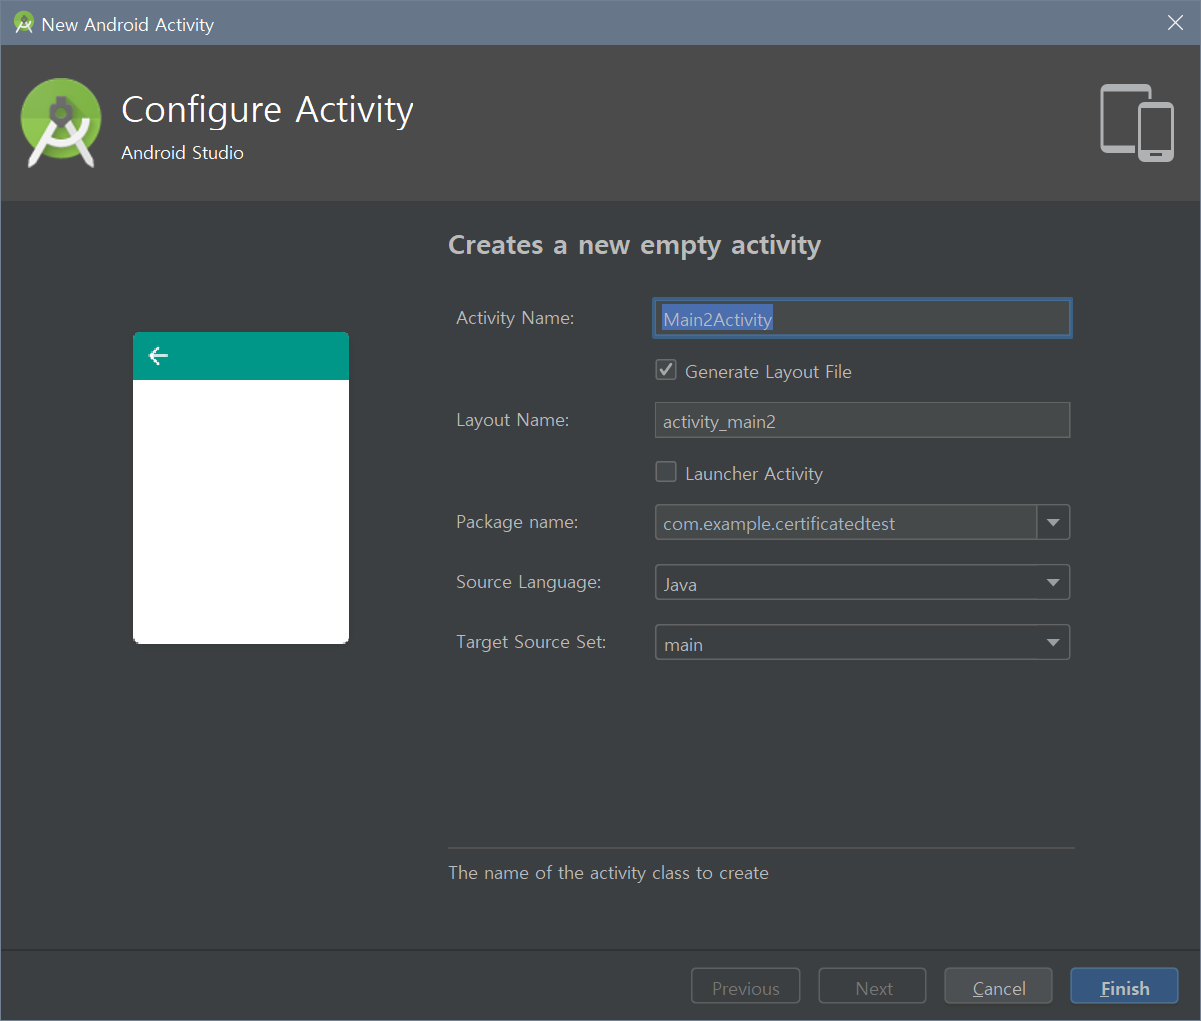 New Android Activity
Configure Activity
Android Studio
Creates a new empty activity
Activity Name: Main2Activity
Generate Layout File
Layout Name: activity_main2
Launcher Activity
Package name: com.example.certificatedtest
Source Language: Java
Target Source Set: main
The name of the activity class to create
Previous Next Cancel Finish